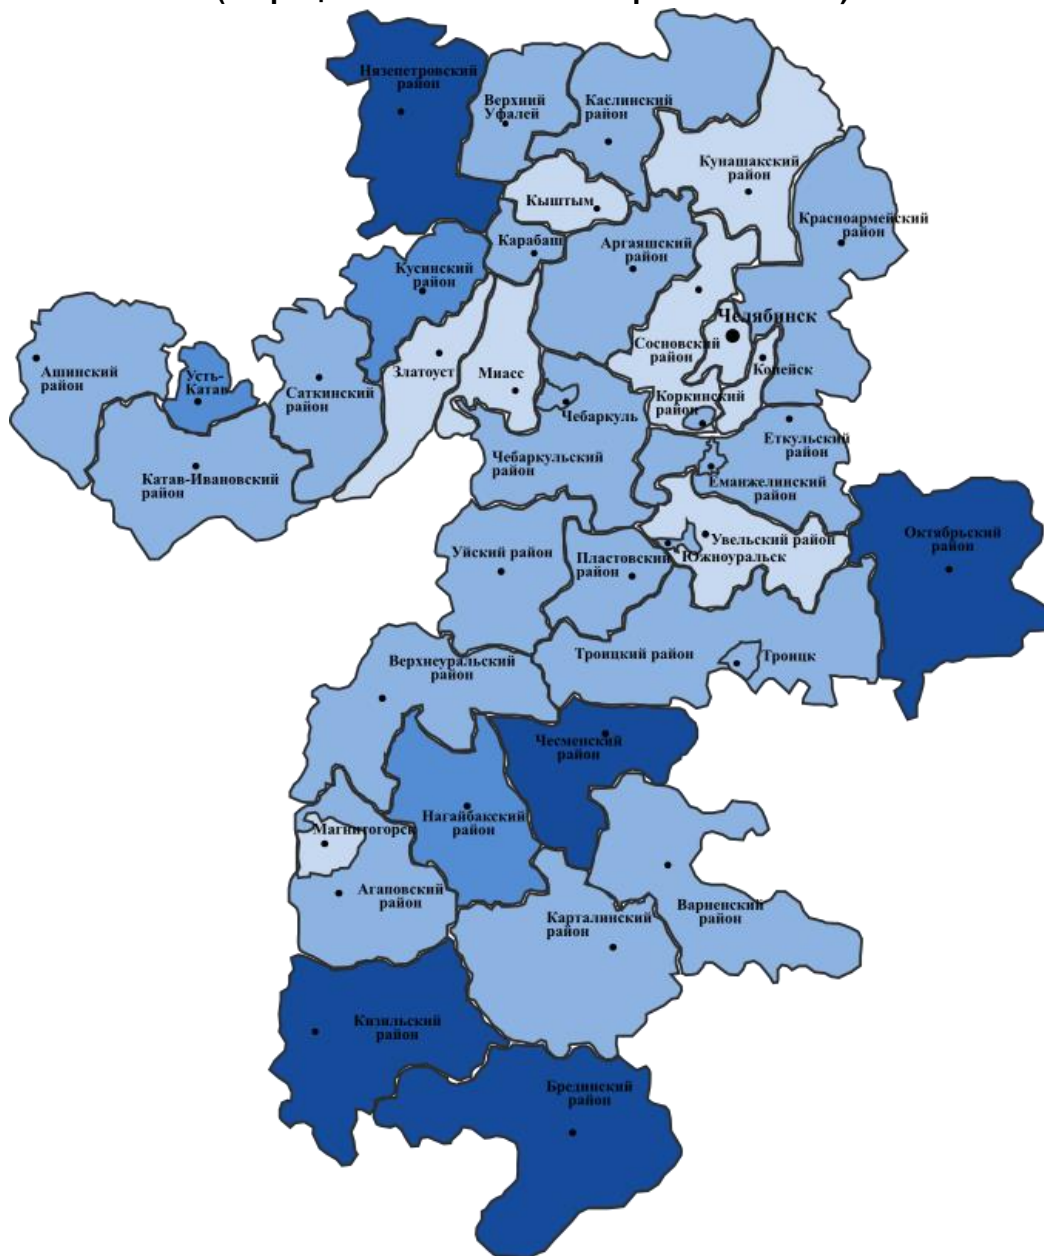 Нязепетровский
район
Верхний
Уфалей
Каслинский
район
Кунашакский
район
Кыштым
Красноармейский
район
Карабаш
Аргаяшский
район
Кусинский
район
Челябинск
Сосновский
район
Копейск
Ашинский
район
Усть-
Катав
Саткинский
район
Златоуст
Миасс
Коркинский
район
Чебаркуль
Еткульский
район
Чебаркульский
район
Катав-Ивановский
район
Еманжелинский
район
Октябрьский
район
Увельский район
Уйский район
Пластовский
район
Южноуральск
Троицкий район
Троицк
Верхнеуральский
район
Чесменский
район
Нагайбакский
район
Магнитогорск
Агаповский
район
Варненский
район
Карталинский
район
Кизильский
район
Брединский
район